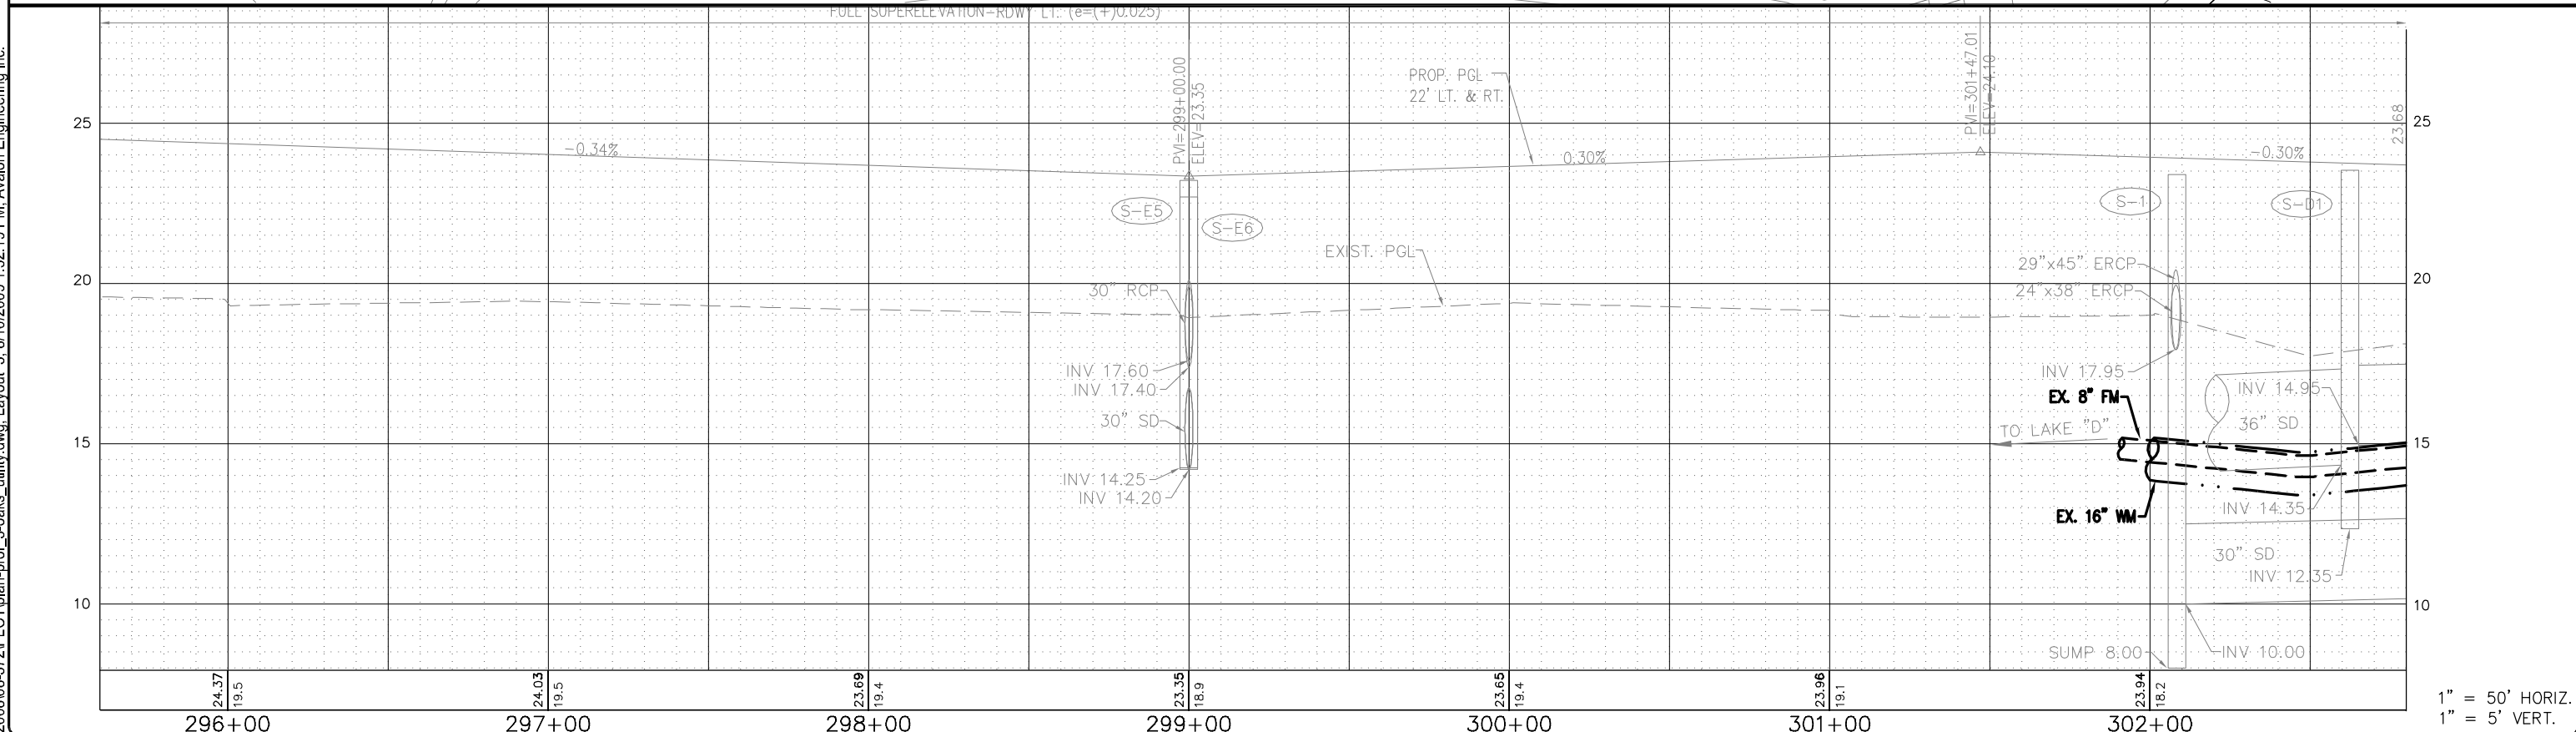 FULL SUPERELEVATION-RDWY LT. (e=(+)0.025)
PVI=299+00.00
ELEV=23.35
PROP. PGL
22' LT. & RT.
PVI=301+47.01
ELEV=24.10
23.68
25
25
-0.34%
0.30%
-0.30%
S-E5
S-E6
S-1
S-D1
EXIST. PGL
20
20
30" RCP
29"x45" ERCP
24"x38" ERCP
INV 17.60
INV 17.40
INV 17.95
INV 14.95
EX. 8" FM
30" SD
36" SD
TO LAKE "D"
15
15
INV 14.25
INV 14.20
INV 14.35
EX. 16" WM
30" SD
INV 12.35
10
10
SUMP 8.00
INV 10.00
24.37
19.5
24.03
19.5
23.69
19.4
23.35
18.9
23.65
19.4
23.96
19.1
23.94
18.2
296+00
297+00
298+00
299+00
300+00
301+00
302+00
1" = 50' HORIZ.
1" = 5' VERT.